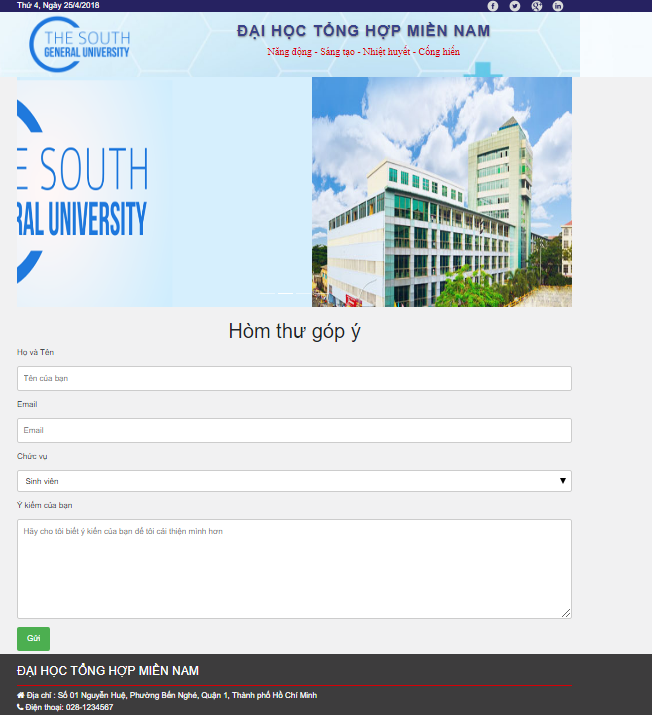 Thứ 4, Ngày 25/4/2018
THE SOUTH
GENERAL UNIVERSITY
ĐẠI HỌC TỔNG HỢP MIỀN NAM
Năng động - Sáng tạo - Nhiệt huyết - Cống hiến
E SOUTH
RAL UNIVERSITY
Hòm thư góp ý
Họ và Tên
Tên của bạn
Email
Email
Chức vụ
Sinh viên
Ý kiếm của bạn
Hãy cho tôi biết ý kiến của bạn để tôi cải thiện mình hơn
Gửi
ĐẠI HỌC TỔNG HỢP MIỀN NAM
Địa chỉ : Số 01 Nguyễn Huệ, Phường Bến Nghé, Quận 1, Thành phố Hồ Chí Minh
Điện thoại: 028-1234567